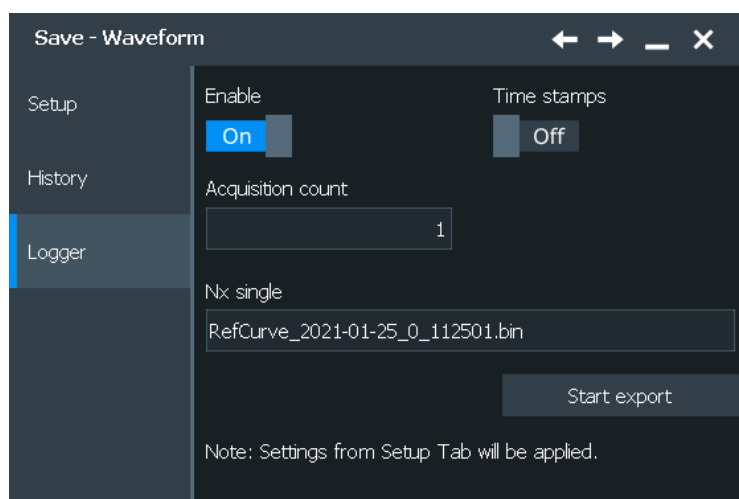 Save - Waveform
Setup
History
Logger
Enable
Time stamps
On
Off
Acquisition count
1
Nx single
RefCurve_2021-01-25_0_112501.bin
Start export
Note: Settings from Setup Tab will be applied.